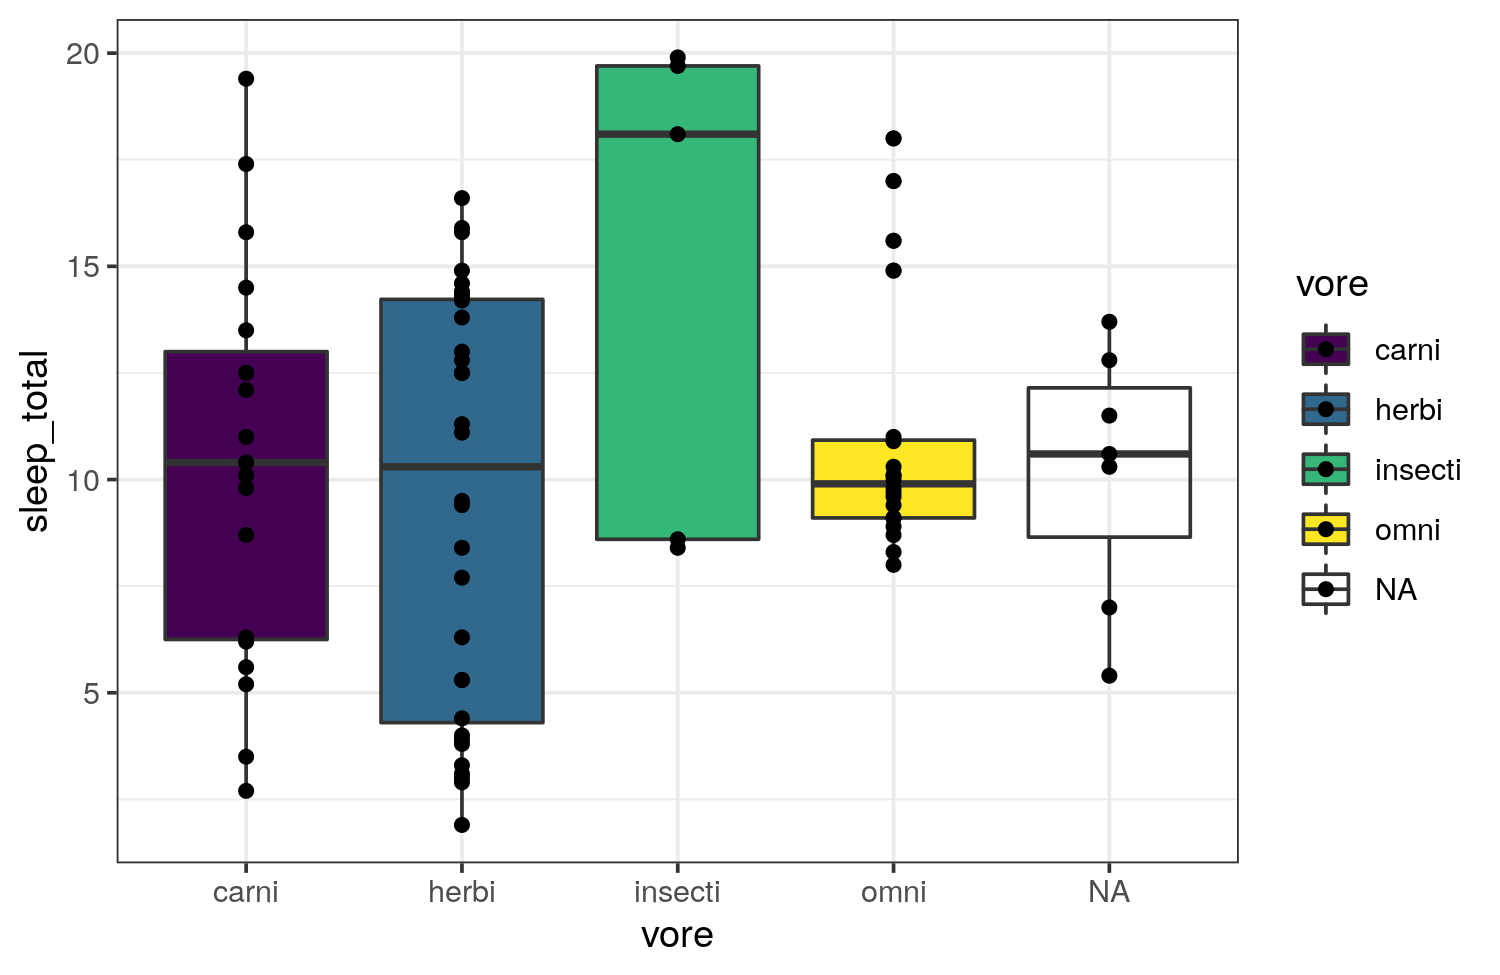 20
15
10
5
sleep_total
carni
herbi
insecti
omni
NA
vore
vore
carni
herbi
insecti
omni
NA